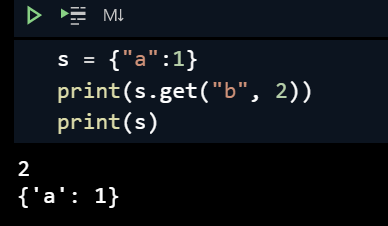 M↓
s = {"a":1}
print(s.get("b", 2))
print(s)
2
{'a': 1}